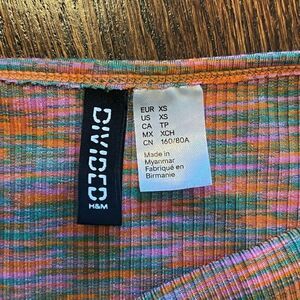 DIVIDED
H&M
EUR XS
US XS
CA TP
MX XCH
CN 160/80A
Made in
Myanmar
Fabriqué en
Birmanie